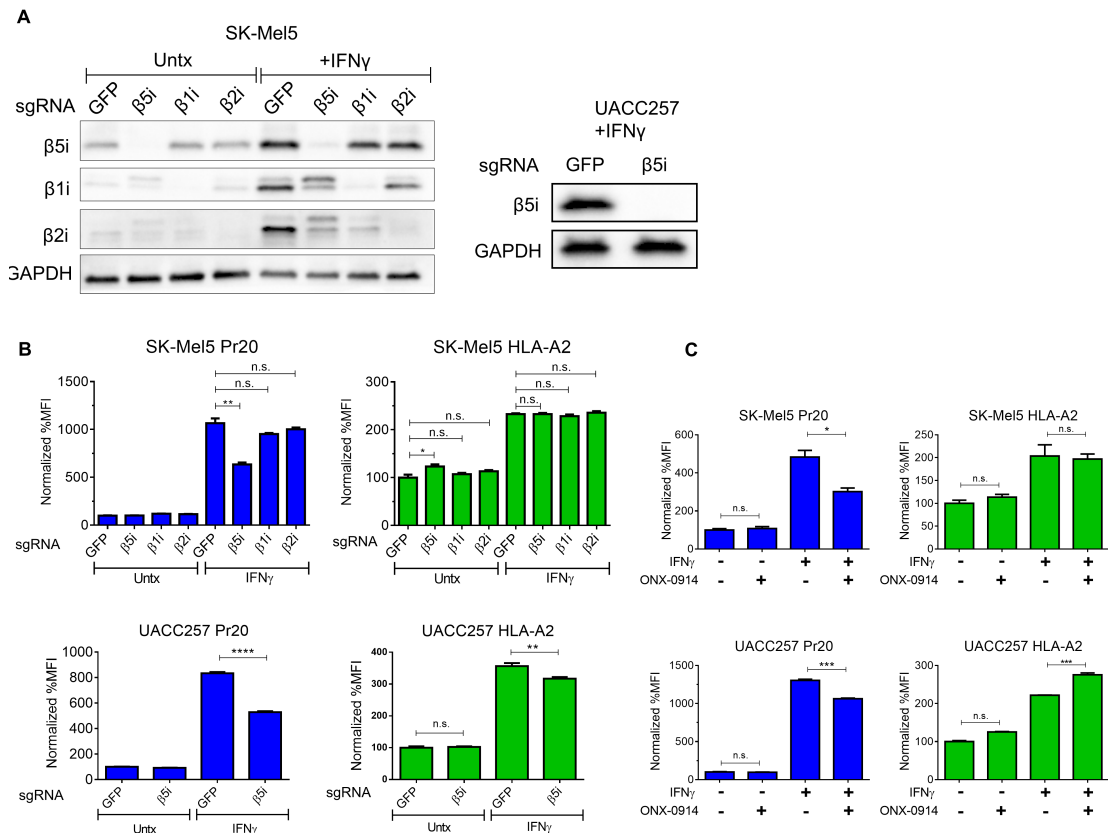 A
SK-Mel5
Untx +IFNγ
sgRNA GFP β5i β1i β2i GFP β5i β1i β2i
β5i
β1i
β2i
GAPDH
UACC257
+IFNγ
sgRNA GFP β5i
β5i
GAPDH
B
SK-Mel5 Pr20
Normalized %MFI
1500
1000
500
0
n.s.
n.s.
**
sgRNA GFP β5i β1i β2i GFP β5i β1i β2i
Untx IFNγ
SK-Mel5 HLA-A2
Normalized %MFI
300
200
100
0
n.s.
n.s.
n.s.
n.s.
n.s.
*
sgRNA GFP β5i β1i β2i GFP β5i β1i β2i
Untx IFNγ
UACC257 Pr20
Normalized %MFI
1000
800
600
400
200
0
****
sgRNA GFP β5i GFP β5i
Untx IFNγ
UACC257 HLA-A2
Normalized %MFI
400
300
200
100
0
**
n.s.
sgRNA GFP β5i GFP β5i
Untx IFNγ
C
SK-Mel5 Pr20
Normalized %MFI
600
400
200
0
*
n.s.
IFNγ - - + +
ONX-0914 - + - +
SK-Mel5 HLA-A2
Normalized %MFI
250
200
150
100
50
0
n.s.
n.s.
IFNγ - - + +
ONX-0914 - + - +
UACC257 Pr20
Normalized %MFI
1500
1000
500
0
***
n.s.
IFNγ - - + +
ONX-0914 - + - +
UACC257 HLA-A2
Normalized %MFI
300
200
100
0
***
n.s.
IFNγ - - + +
ONX-0914 - + - +